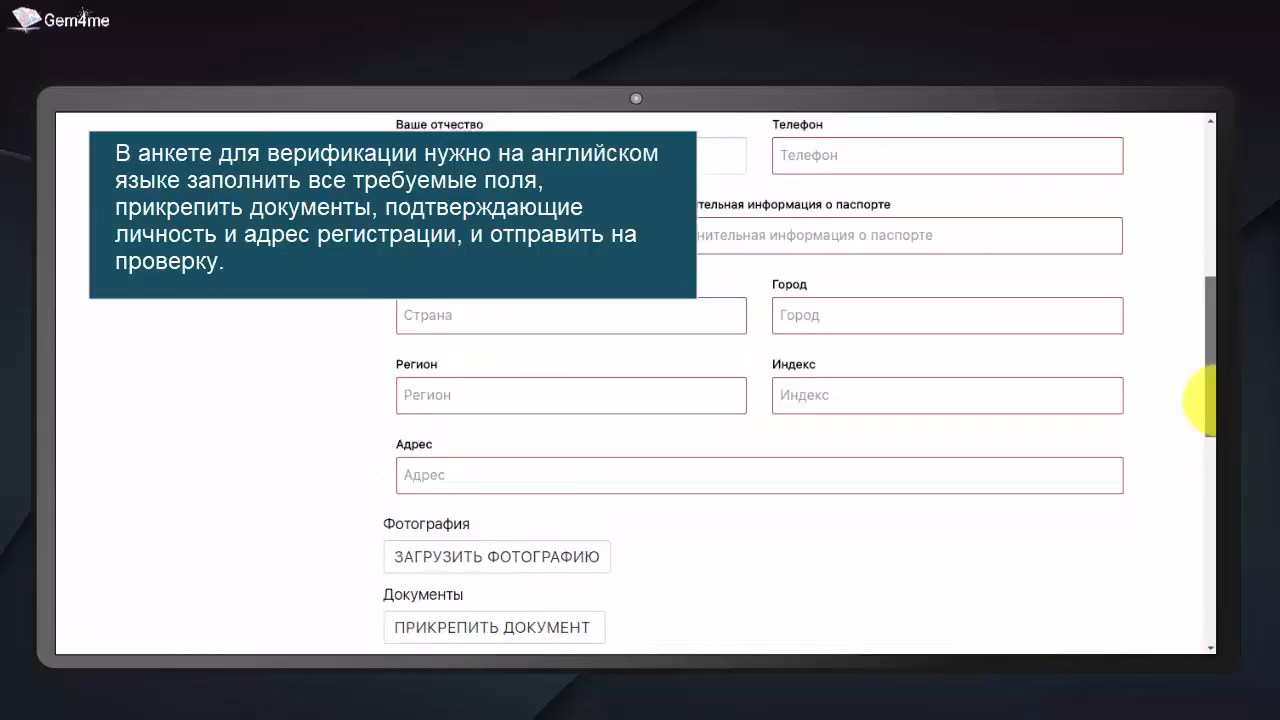 Gem4me
Ваше отчество
Телефон
В анкете для верификации нужно на английском
языке заполнить все требуемые поля,
прикрепить документы, подтверждающие
личность и адрес регистрации, и отправить на
проверку.
Телефон
информация о паспорте
информация о паспорте
Город
Страна
Город
Регион
Индекс
Регион
Индекс
Адрес
Адрес
Фотография
ЗАГРУЗИТЬ ФОТОГРАФИЮ
Документы
ПРИКРЕПИТЬ ДОКУМЕНТ